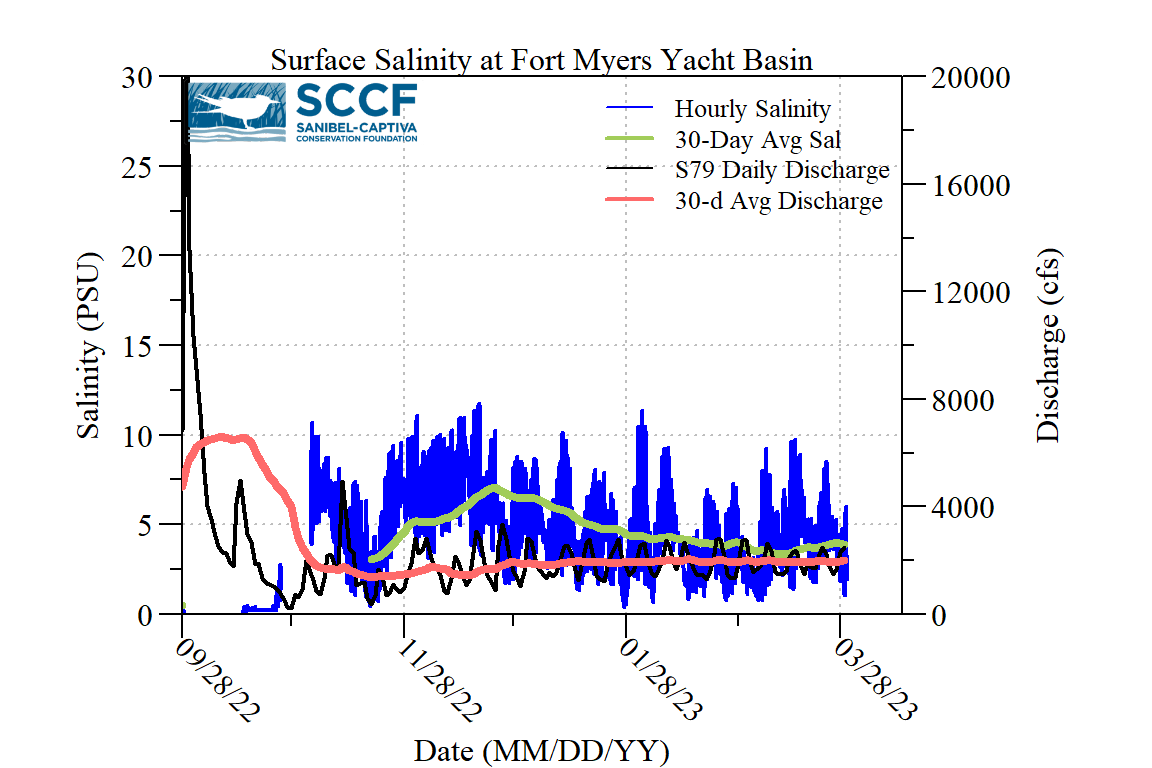 Surface Salinity at Fort Myers Yacht Basin
SCCF
SANIBEL-CAPTIVA
CONSERVATION FOUNDATION
Hourly Salinity
30-Day Avg Sal
S79 Daily Discharge
30-d Avg Discharge
30
25
20
15
10
5
0
Salinity (PSU)
20000
16000
12000
8000
4000
0
Discharge (cfs)
09/28/22
11/28/22
01/28/23
03/28/23
Date (MM/DD/YY)